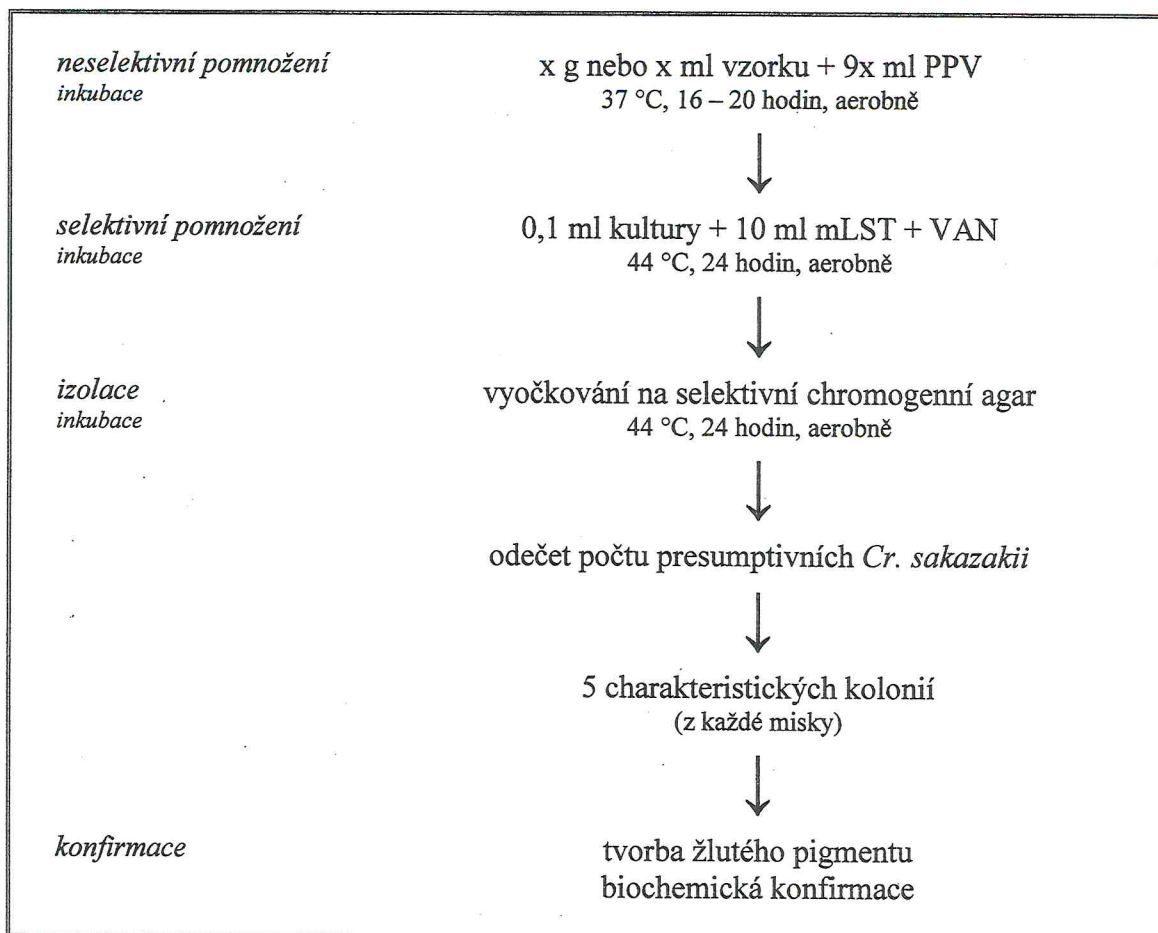 neselektivní pomnožení
inkubace
x g nebo x ml vzorku + 9x ml PPV
37 °C, 16 – 20 hodin, aerobně
selektivní pomnožení
inkubace
0,1 ml kultury + 10 ml mLST + VAN
44 °C, 24 hodin, aerobně
izolace
inkubace
vyočkování na selektivní chromogenní agar
44 °C, 24 hodin, aerobně
odečet počtu presumptivních Cr. sakazakii
5 charakteristických kolonií
(z každé misky)
konfirmace
tvorba žlutého pigmentu
biochemická konfirmace